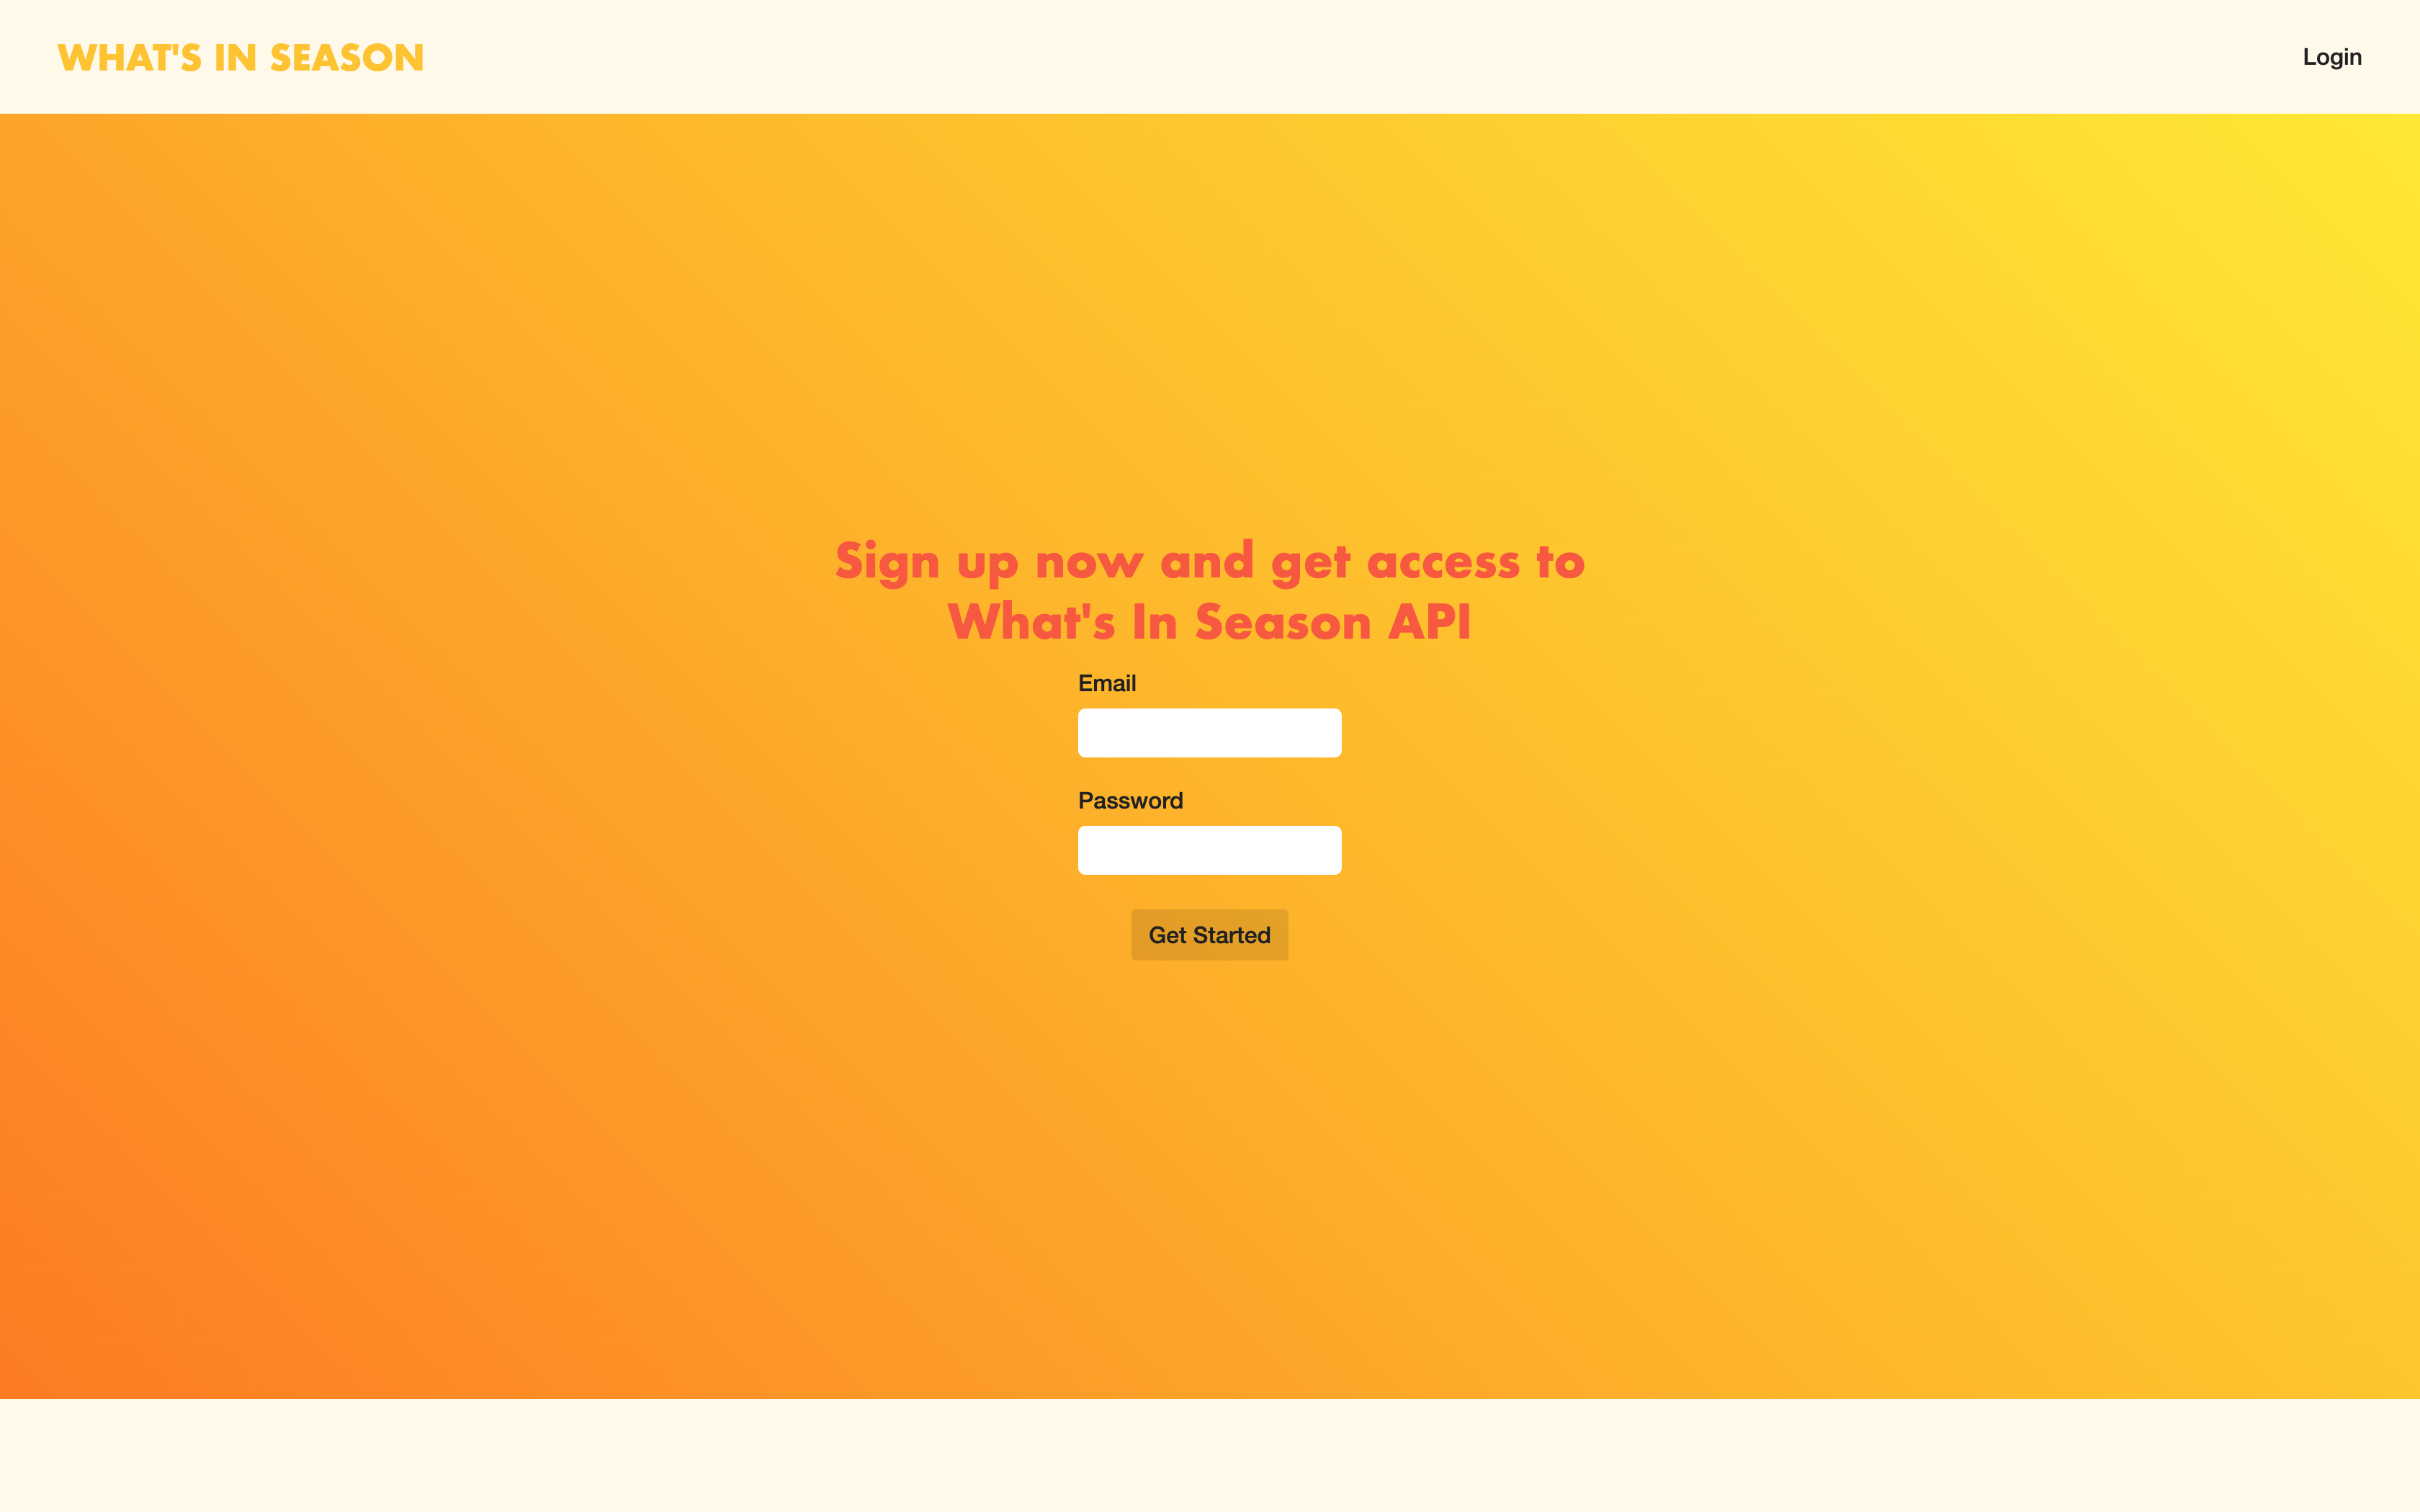 WHAT'S IN SEASON
Login
Sign up now and get access to
What's In Season API
Email
Password
Get Started